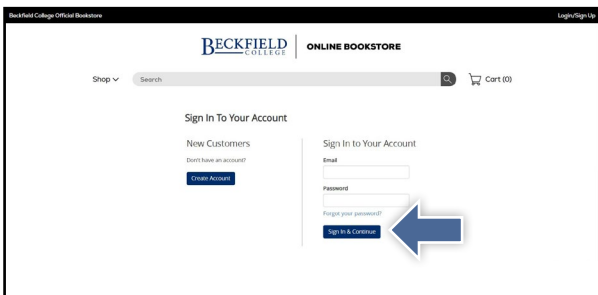 Beckfield College Official Bookstore
Login/Sign Up
BECKFIELD
COLLEGE
ONLINE BOOKSTORE
Shop
Search
Cart (0)
Sign In To Your Account
New Customers
Don't have an account?
Create Account
Sign In to Your Account
Email
Password
Forgot your password?
Sign In & Continue